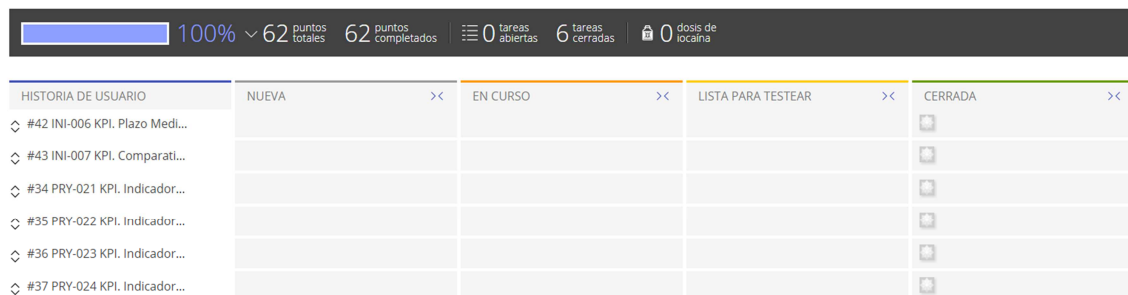 100% 62 puntos totales 62 puntos completados 0 tareas abiertas 6 tareas cerradas 0 dosis de iocaína
HISTORIA DE USUARIO NUEVA EN CURSO LISTA PARA TESTEAR CERRADA
#42 INI-006 KPI. Plazo Medi...
#43 INI-007 KPI. Comparati...
#34 PRY-021 KPI. Indicador...
#35 PRY-022 KPI. Indicador...
#36 PRY-023 KPI. Indicador...
#37 PRY-024 KPI. Indicador...